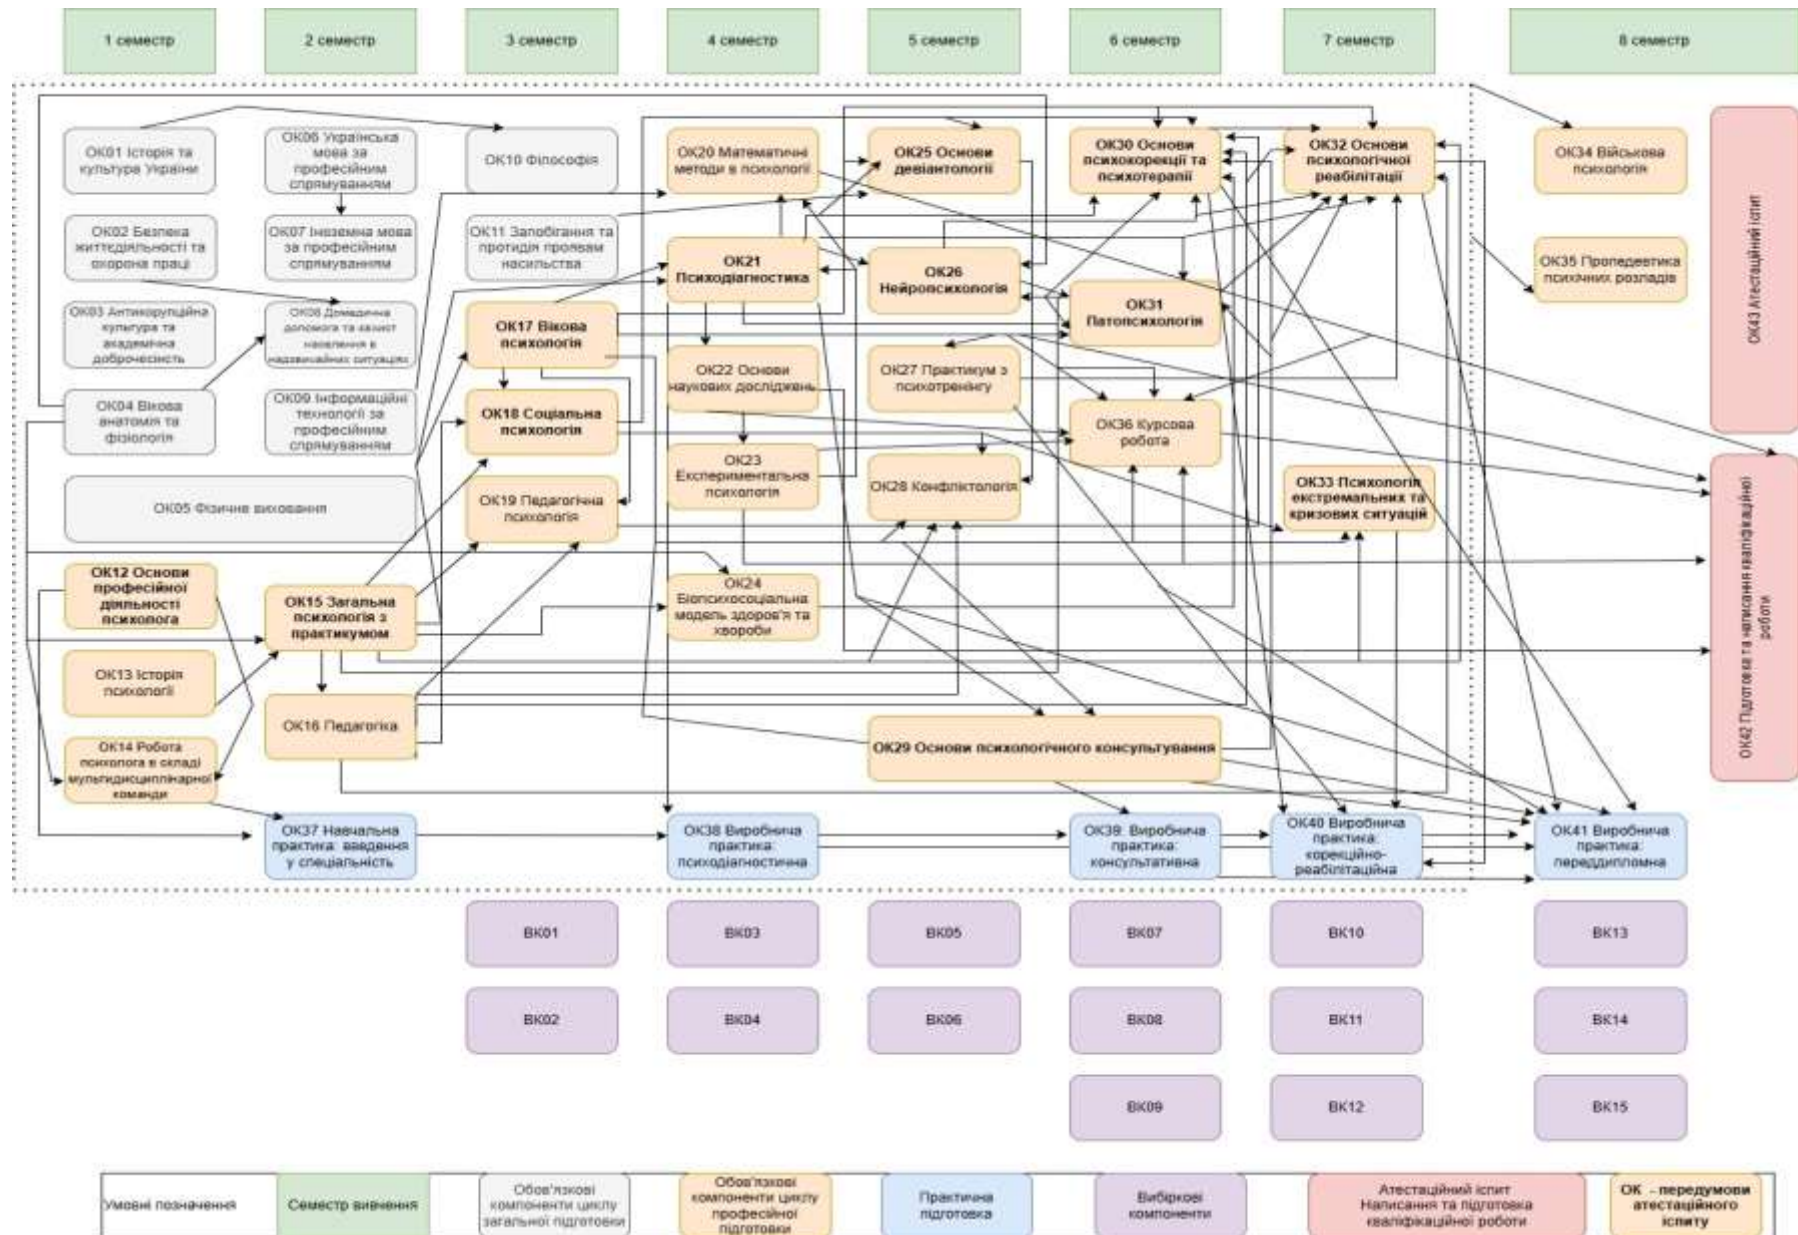 1 семестр
2 семестр
3 семестр
4 семестр
5 семестр
6 семестр
7 семестр
8 семестр
ОК01 Історія та
культура України
ОК02 Безпека
життєдіяльності та
охорона праці
ОК03 Антикорупційна
культура та
академічна
доброчесність
ОК04 Вікова
анатомія та
фізіологія
ОК05 Фізичне виховання
ОК12 Основи
професійної
діяльності
психолога
ОК13 Історія
психології
ОК14 Робота
психолога в складі
мультидисциплінарної
команди
ОК06 Українська
мова за
професійним
спрямуванням
ОК07 Іноземна мова
за професійним
спрямуванням
ОК08 Домедична
допомога та захист
населення в
надзвичайних ситуаціях
ОК09 Інформаційні
технології за
професійним
спрямуванням
ОК15 Загальна
психологія з
практикумом
ОК16 Педагогіка
ОК37 Навчальна
практика: введення
у спеціальність
ОК10 Філософія
ОК11 Запобігання та
протидія проявам
насильства
ОК17 Вікова
психологія
ОК18 Соціальна
психологія
ОК19 Педагогічна
психологія
ОК20 Математичні
методи в психології
ОК21
Психодіагностика
ОК22 Основи
наукових досліджень
ОК23
Експериментальна
психологія
ОК24
Біопсихосоціальна
модель здоров'я та
хвороби
ОК38 Виробнича
практика:
психодіагностична
ОК25 Основи
девіантології
ОК26
Нейропсихологія
ОК27 Практикум з
психотренінгу
ОК28 Конфліктологія
ОК29 Основи психологічного консультування
ОК30 Основи
психокорекції та
психотерапії
ОК31
Патопсихологія
ОК36 Курсова
робота
ОК39: Виробнича
практика:
консультативна
ОК32 Основи
психологічної
реабілітації
ОК33 Психологія
екстремальних та
кризових ситуацій
ОК40 Виробнича
практика:
корекційно-
реабілітаційна
ОК34 Військова
психологія
ОК35 Пропедевтика
психічних розладів
ОК41 Виробнича
практика:
переддипломна
ОК43 Атестаційний іспит
ОК42 Підготовка та написання кваліфікаційної
роботи
ВК01
ВК03
ВК05
ВК07
ВК10
ВК13
ВК02
ВК04
ВК06
ВК08
ВК11
ВК14
ВК09
ВК12
ВК15
Умовні позначення
Семестр вивчення
Обов'язкові
компоненти циклу
загальної підготовки
Обов'язкові
компоненти циклу
професійної
підготовки
Практична
підготовка
Вибіркові
компоненти
Атестаційний іспит
Написання та підготовка
кваліфікаційної роботи
ОК - передумови
атестаційного
іспиту